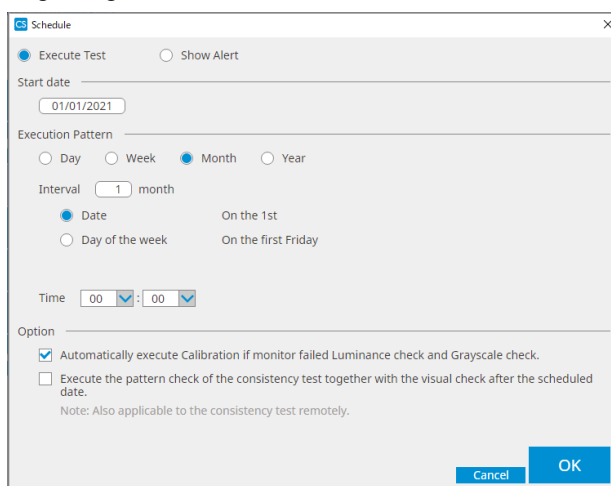 CS Schedule
Execute Test Show Alert
Start date
01/01/2021
Execution Pattern
Day Week Month Year
Interval 1 month
Date On the 1st
Day of the week On the first Friday
Time 00 : 00
Option
Automatically execute Calibration if monitor failed Luminance check and Grayscale check.
Execute the pattern check of the consistency test together with the visual check after the scheduled
date.
Note: Also applicable to the consistency test remotely.
OK
Cancel